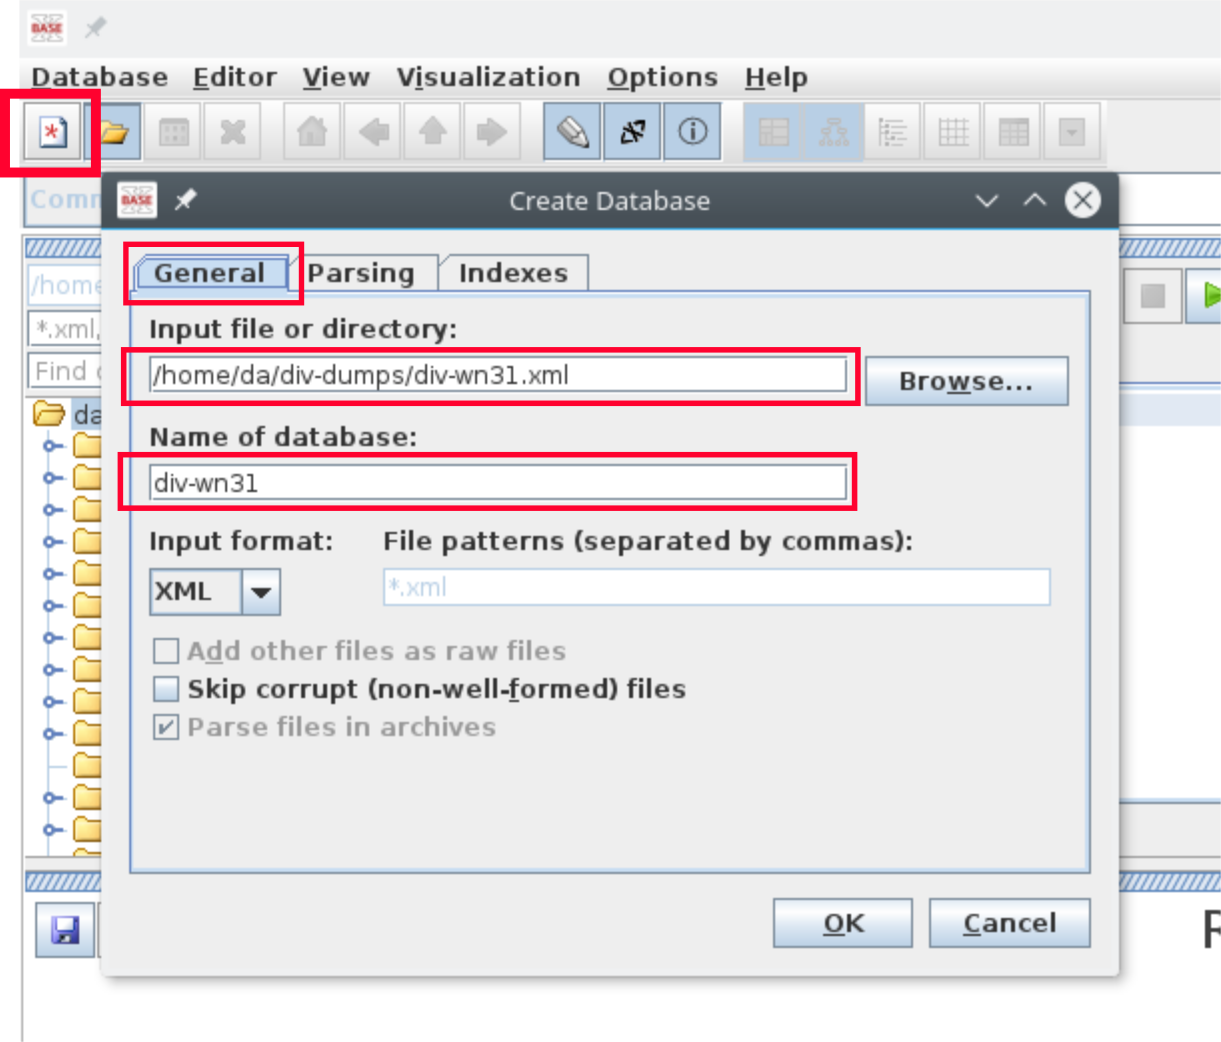 BASE
Database Editor View Visualization Options Help
Comm
BASE
Create Database
General Parsing Indexes
/home
Input file or directory:
*.xml,
/home/da/div-dumps/div-wn31.xml
Browse...
Find
da
Name of database:
div-wn31
Input format:
File patterns (separated by commas):
XML
*.xml
Add other files as raw files
Skip corrupt (non-well-formed) files
Parse files in archives
OK
Cancel
R